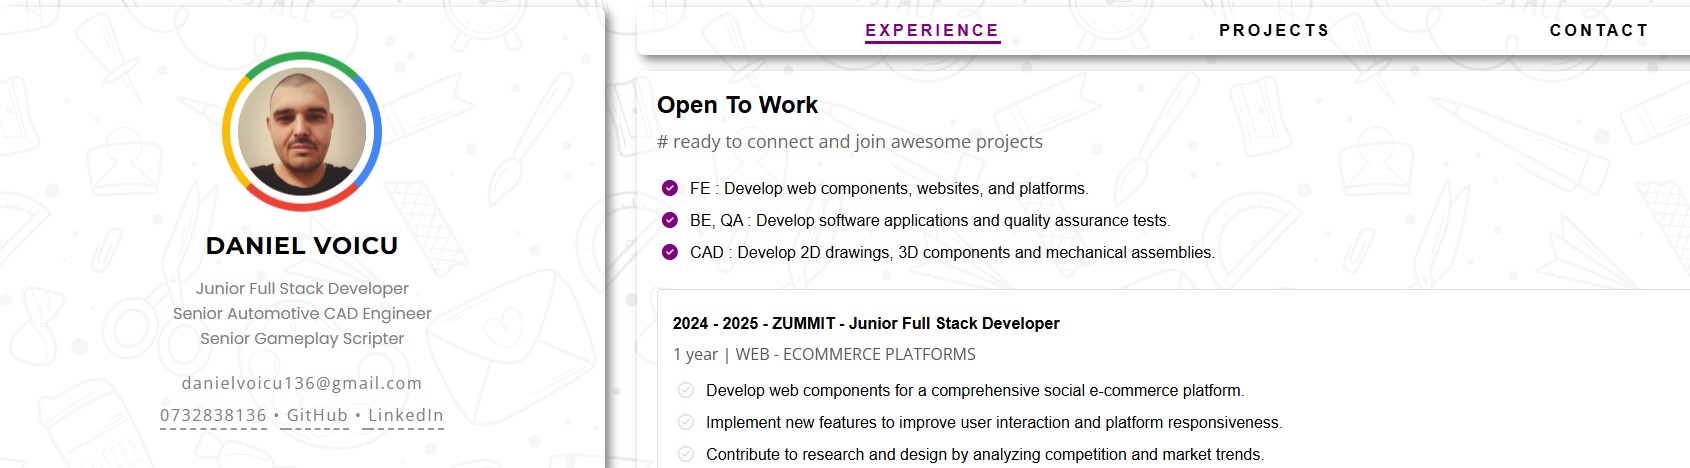 DANIEL VOICU
Junior Full Stack Developer
Senior Automotive CAD Engineer
Senior Gameplay Scripter
danielvoicu136@gmail.com
0732838136 • GitHub • LinkedIn
EXPERIENCE PROJECTS CONTACT
Open To Work
# ready to connect and join awesome projects
FE : Develop web components, websites, and platforms.
BE, QA : Develop software applications and quality assurance tests.
CAD : Develop 2D drawings, 3D components and mechanical assemblies.
2024 - 2025 - ZUMMIT - Junior Full Stack Developer
1 year | WEB - ECOMMERCE PLATFORMS
Develop web components for a comprehensive social e-commerce platform.
Implement new features to improve user interaction and platform responsiveness.
Contribute to research and design by analyzing competition and market trends.